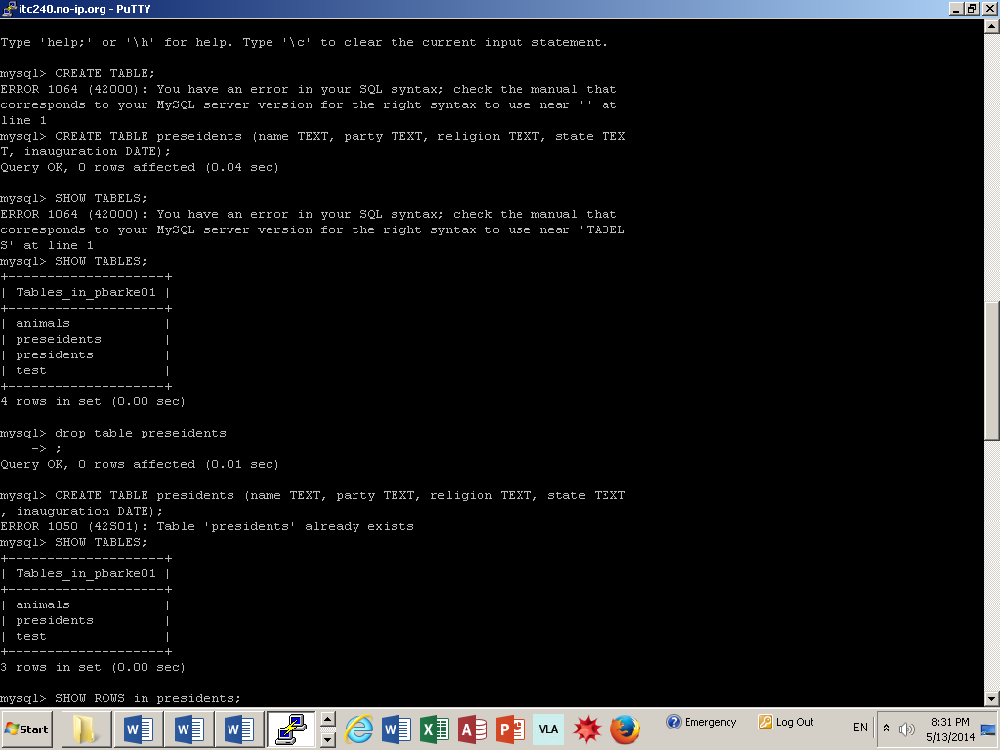 itc240.no-ip.org - PuTTY
Type 'help;' or '\h' for help. Type '\c' to clear the current input statement.
mysql> CREATE TABLE;
ERROR 1064 (42000): You have an error in your SQL syntax; check the manual that
corresponds to your MySQL server version for the right syntax to use near '' at
line 1
mysql> CREATE TABLE preseidents (name TEXT, party TEXT, religion TEXT, state TEX
T, inauguration DATE);
Query OK, 0 rows affected (0.04 sec)
mysql> SHOW TABELS;
ERROR 1064 (42000): You have an error in your SQL syntax; check the manual that
corresponds to your MySQL server version for the right syntax to use near 'TABEL
S' at line 1
mysql> SHOW TABLES;
+--------------------+
| Tables_in_pbarke01 |
+--------------------+
| animals            |
| preseidents        |
| presidents         |
| test               |
+--------------------+
4 rows in set (0.00 sec)
mysql> drop table preseidents
    -> ;
Query OK, 0 rows affected (0.01 sec)
mysql> CREATE TABLE presidents (name TEXT, party TEXT, religion TEXT, state TEXT
, inauguration DATE);
ERROR 1050 (42S01): Table 'presidents' already exists
mysql> SHOW TABLES;
+--------------------+
| Tables_in_pbarke01 |
+--------------------+
| animals            |
| presidents         |
| test               |
+--------------------+
3 rows in set (0.00 sec)
mysql> SHOW ROWS in presidents;
Start
VLA
Emergency
Log Out
EN
8:31 PM
5/13/2014